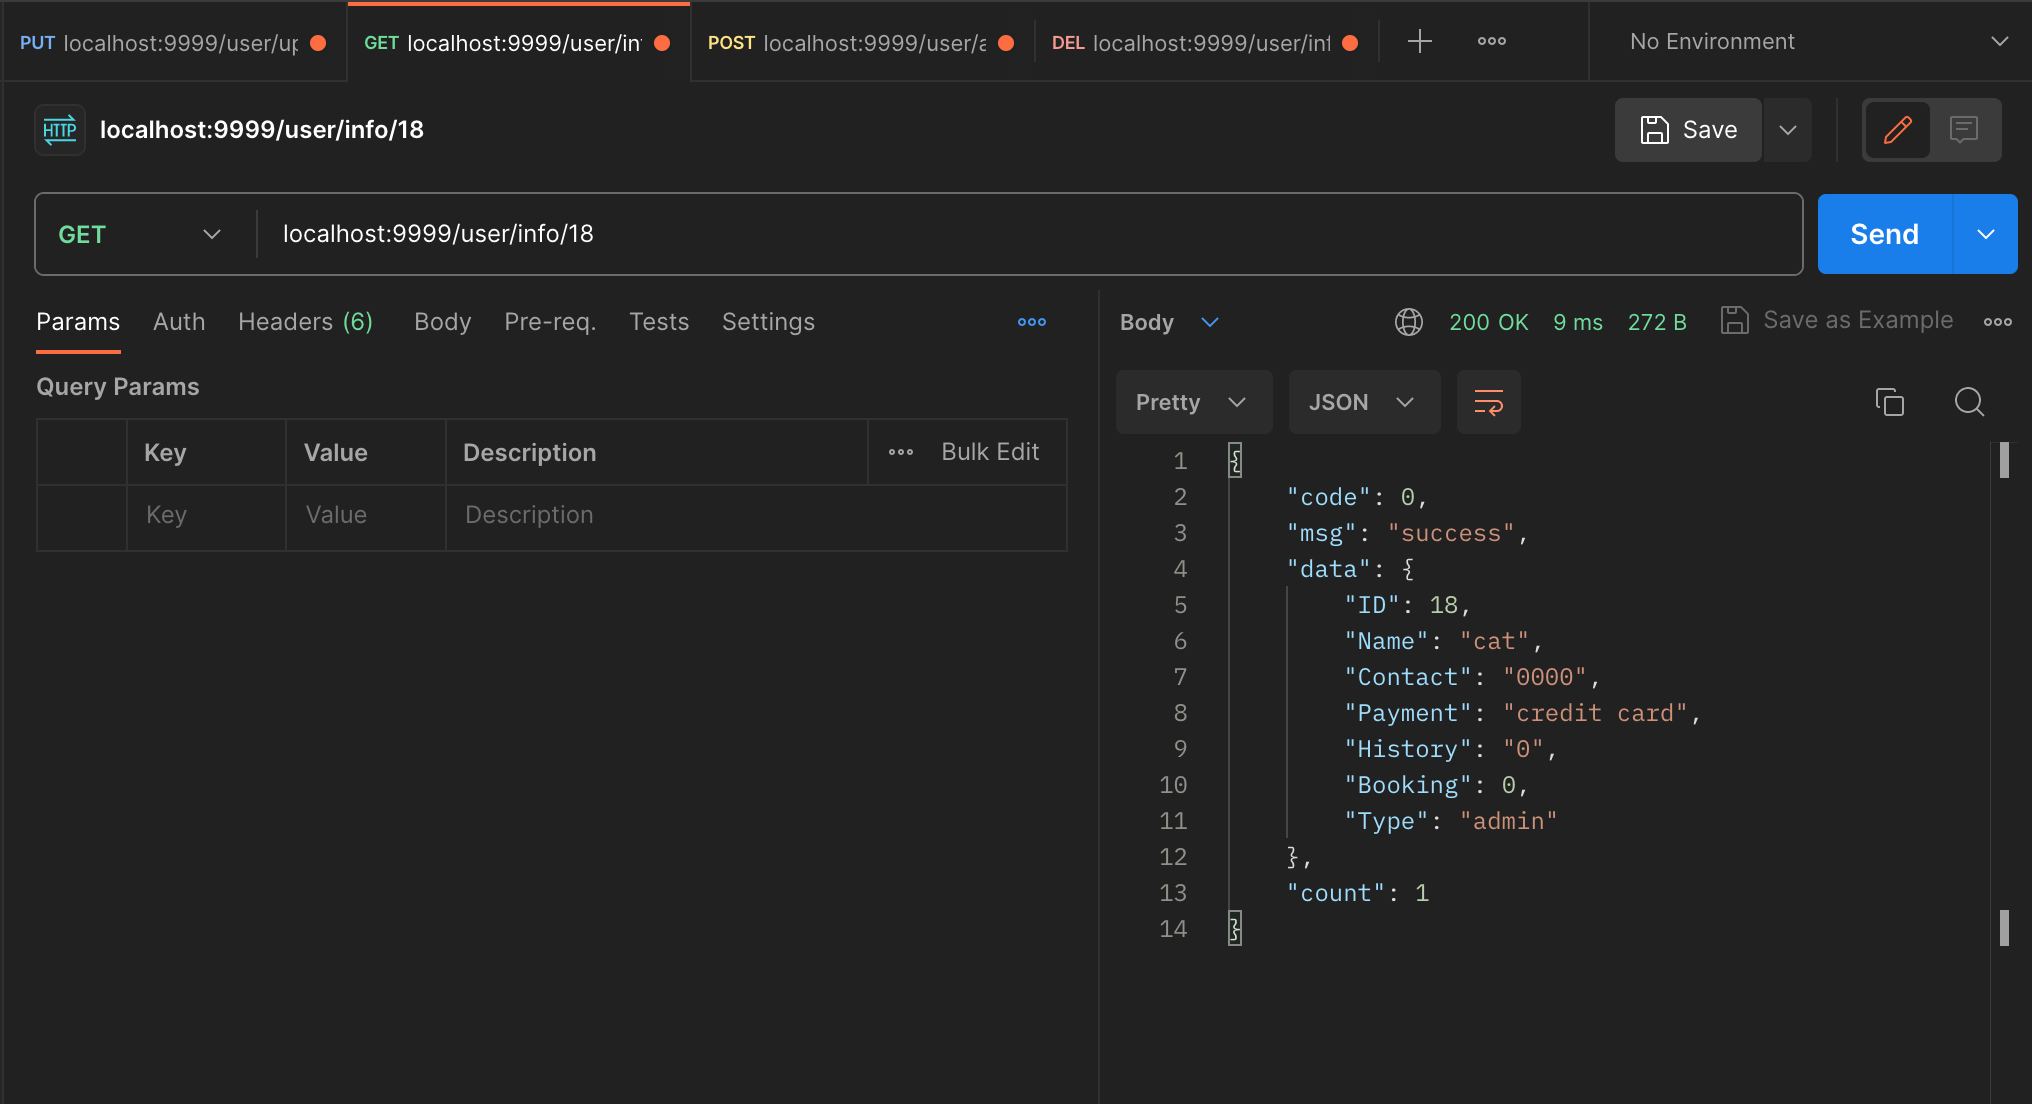 PUT localhost:9999/user/up
GET localhost:9999/user/in
POST localhost:9999/user/a
DEL localhost:9999/user/inf
No Environment
HTTP localhost:9999/user/info/18
Save
GET localhost:9999/user/info/18
Send
Params Auth Headers (6) Body Pre-req. Tests Settings
Query Params
Key Value Description Bulk Edit
Key Value Description
Body 200 OK 9 ms 272 B Save as Example
Pretty JSON
1 {
2 "code": 0,
3 "msg": "success",
4 "data": {
5 "ID": 18,
6 "Name": "cat",
7 "Contact": "0000",
8 "Payment": "credit card",
9 "History": "0",
10 "Booking": 0,
11 "Type": "admin"
12 },
13 "count": 1
14 }